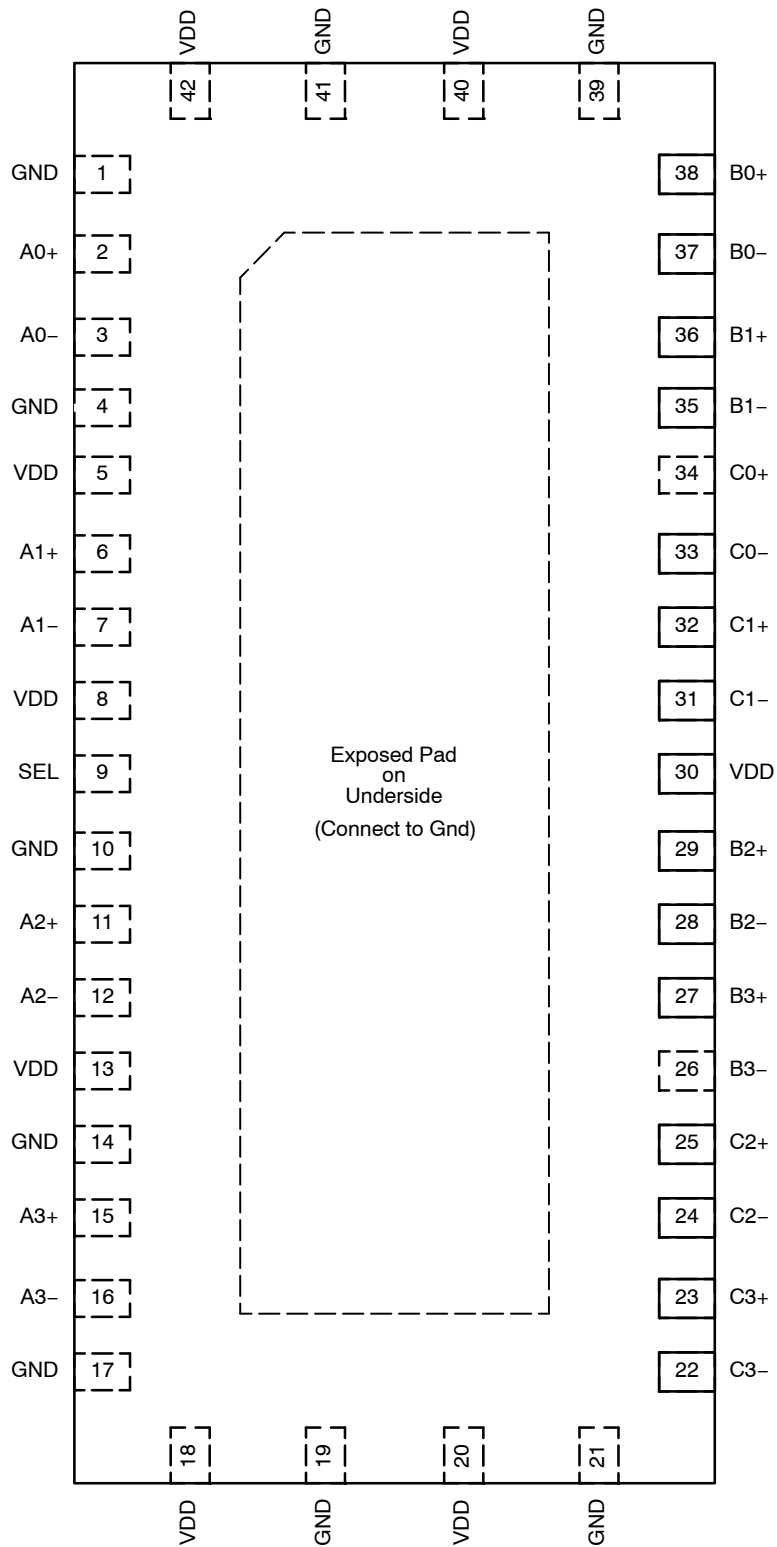 VDD GND VDD GND
42 41 40 39
GND 1 38 B0+
A0+ 2 37 B0−
A0− 3 36 B1+
GND 4 35 B1−
VDD 5 34 C0+
A1+ 6 33 C0−
A1− 7 32 C1+
VDD 8 31 C1−
SEL 9 30 VDD
Exposed Pad
on
Underside
(Connect to Gnd)
GND 10 29 B2+
A2+ 11 28 B2−
A2− 12 27 B3+
VDD 13 26 B3−
GND 14 25 C2+
A3+ 15 24 C2−
A3− 16 23 C3+
GND 17 22 C3−
18 19 20 21
VDD GND VDD GND